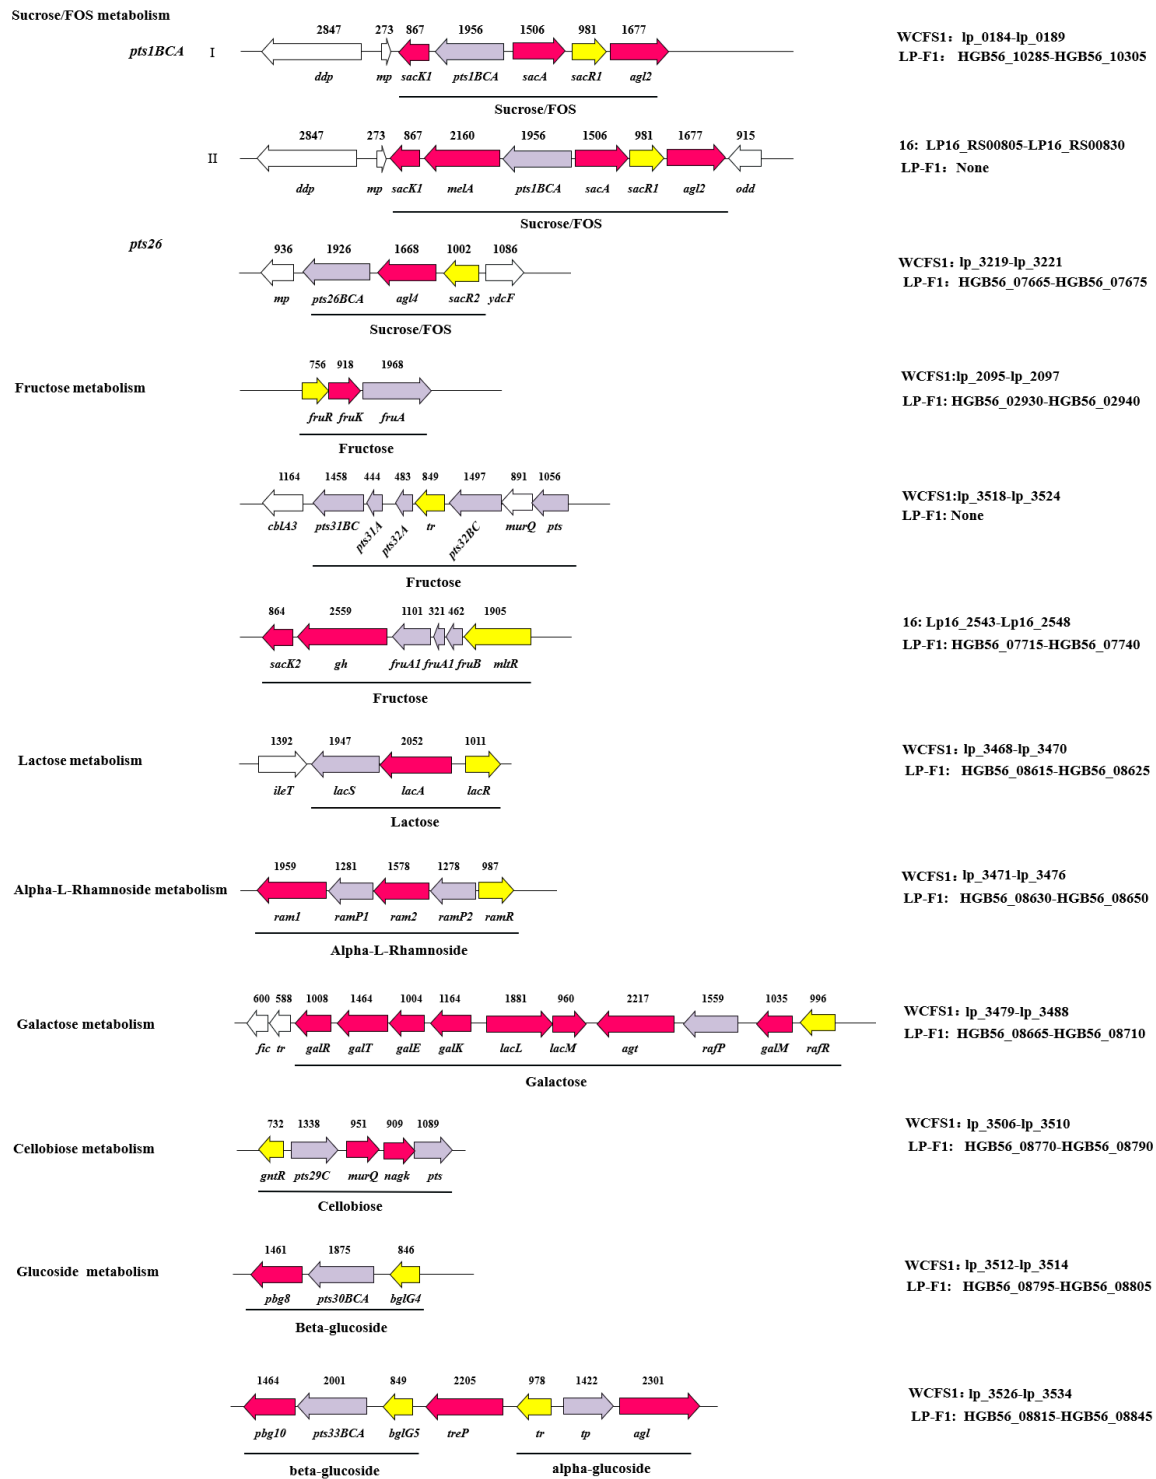 Sucrose/FOS metabolism
2847 273 867 1956 1506 981 1677
pts1BCA I
ddp mp sacK1 pts1BCA sacA sacR1 agl2
Sucrose/FOS
WCFS1: lp_0184-lp_0189
LP-F1: HGB56_10285-HGB56_10305
2847 273 867 2160 1956 1506 981 1677 915
II
ddp mp sacK1 melA pts1BCA sacA sacR1 agl2 odd
Sucrose/FOS
16: LP16_RS00805-LP16_RS00830
LP-F1: None
pts26
936 1926 1668 1002 1086
mp pts26BCA agl4 sacR2 ydcF
Sucrose/FOS
WCFS1: lp_3219-lp_3221
LP-F1: HGB56_07665-HGB56_07675
756 918 1968
Fructose metabolism
fruR fruK fruA
Fructose
WCFS1:lp_2095-lp_2097
LP-F1: HGB56_02930-HGB56_02940
1164 1458 444 483 849 1497 891 1056
cblA3 pts31BC pts31A pts32A tr pts32BC murQ pts
Fructose
WCFS1:lp_3518-lp_3524
LP-F1: None
864 2559 1101 321 462 1905
sacK2 gh fruA1 fruA1 fruB mltR
Fructose
16: Lp16_2543-Lp16_2548
LP-F1: HGB56_07715-HGB56_07740
1392 1947 2052 1011
Lactose metabolism
ileT lacS lacA lacR
Lactose
WCFS1: lp_3468-lp_3470
LP-F1: HGB56_08615-HGB56_08625
1959 1281 1578 1278 987
Alpha-L-Rhamnoside metabolism
ram1 ramP1 ram2 ramP2 ramR
Alpha-L-Rhamnoside
WCFS1: lp_3471-lp_3476
LP-F1: HGB56_08630-HGB56_08650
600 588 1008 1464 1004 1164 1881 960 2217 1559 1035 996
Galactose metabolism
fic tr galR galT galE galK lacL lacM agt rafP galM rafR
Galactose
WCFS1: lp_3479-lp_3488
LP-F1: HGB56_08665-HGB56_08710
732 1338 951 909 1089
Cellobiose metabolism
gntR pts29C murQ nagk pts
Cellobiose
WCFS1: lp_3506-lp_3510
LP-F1: HGB56_08770-HGB56_08790
1461 1875 846
Glucoside metabolism
pbg8 pts30BCA bglG4
Beta-glucoside
WCFS1: lp_3512-lp_3514
LP-F1: HGB56_08795-HGB56_08805
1464 2001 849 2205 978 1422 2301
pbg10 pts33BCA bglG5 treP tr tp agl
beta-glucoside alpha-glucoside
WCFS1: lp_3526-lp_3534
LP-F1: HGB56_08815-HGB56_08845